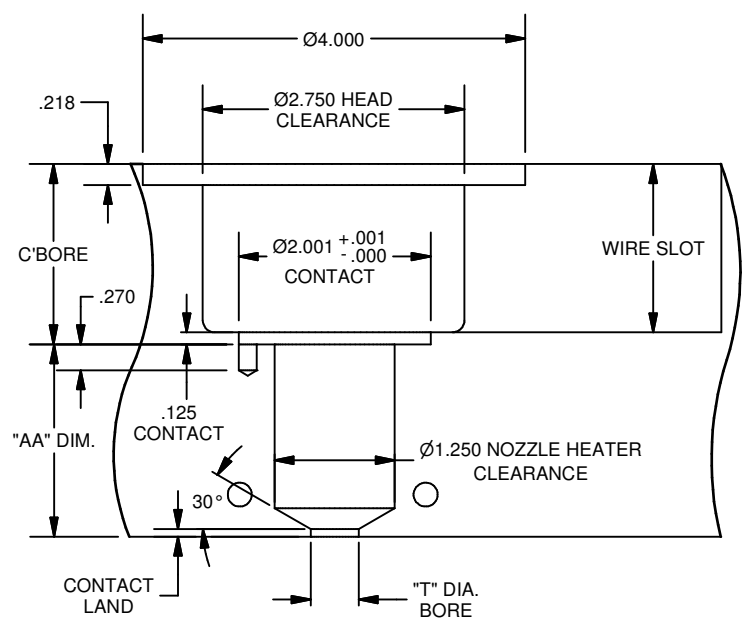 Ø4.000
.218
Ø2.750 HEAD
CLEARANCE
C'BORE
Ø2.001 +.001
-.000
CONTACT
WIRE SLOT
.270
.125
CONTACT
"AA" DIM.
Ø1.250 NOZZLE HEATER
CLEARANCE
30°
CONTACT
LAND
"T" DIA.
BORE